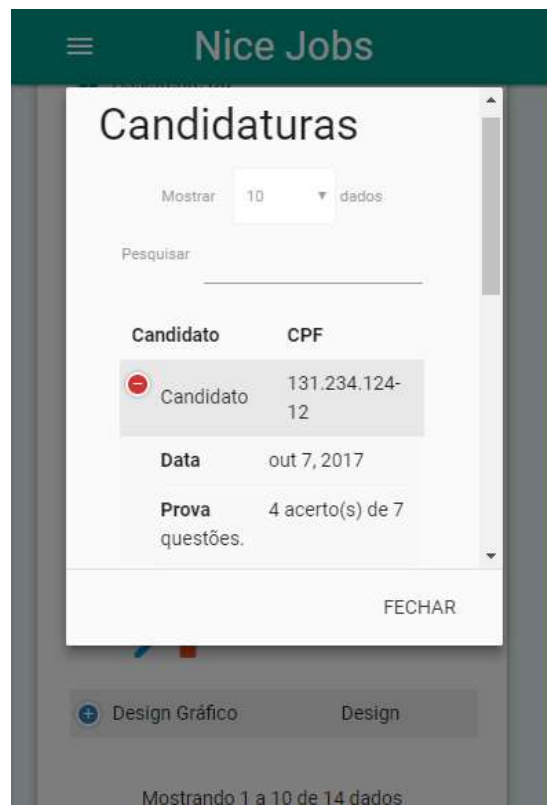 Nice Jobs
Candidaturas
Mostrar 10 dados
Pesquisar
Candidato CPF
Candidato 131.234.124-
12
Data out 7, 2017
Prova 4 acerto(s) de 7
questões.
FECHAR
Design Gráfico Design
Mostrando 1 a 10 de 14 dados